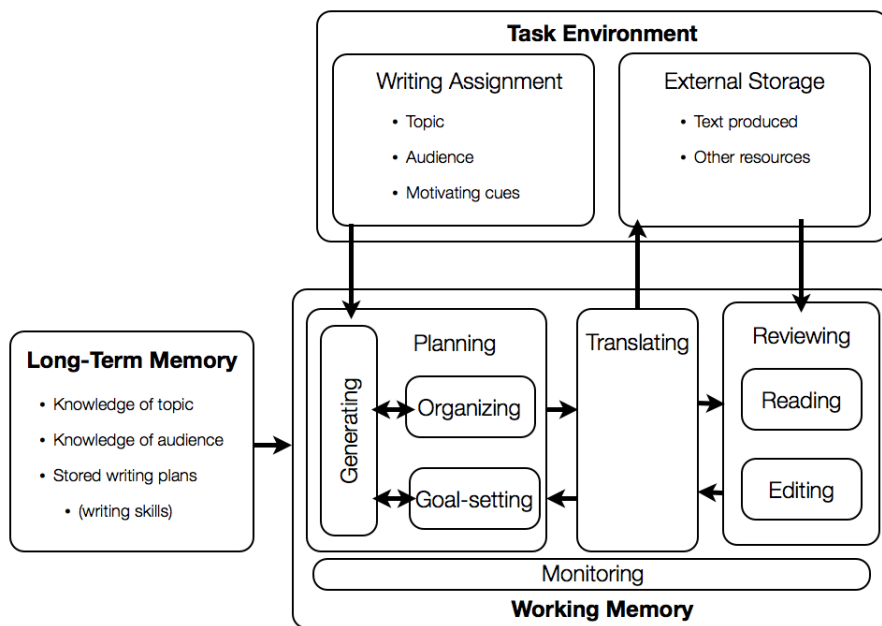 Task Environment
Writing Assignment
• Topic
• Audience
• Motivating cues
External Storage
• Text produced
• Other resources
Long-Term Memory
• Knowledge of topic
• Knowledge of audience
• Stored writing plans
• (writing skills)
Planning
Generating
Organizing
Goal-setting
Translating
Reviewing
Reading
Editing
Monitoring
Working Memory